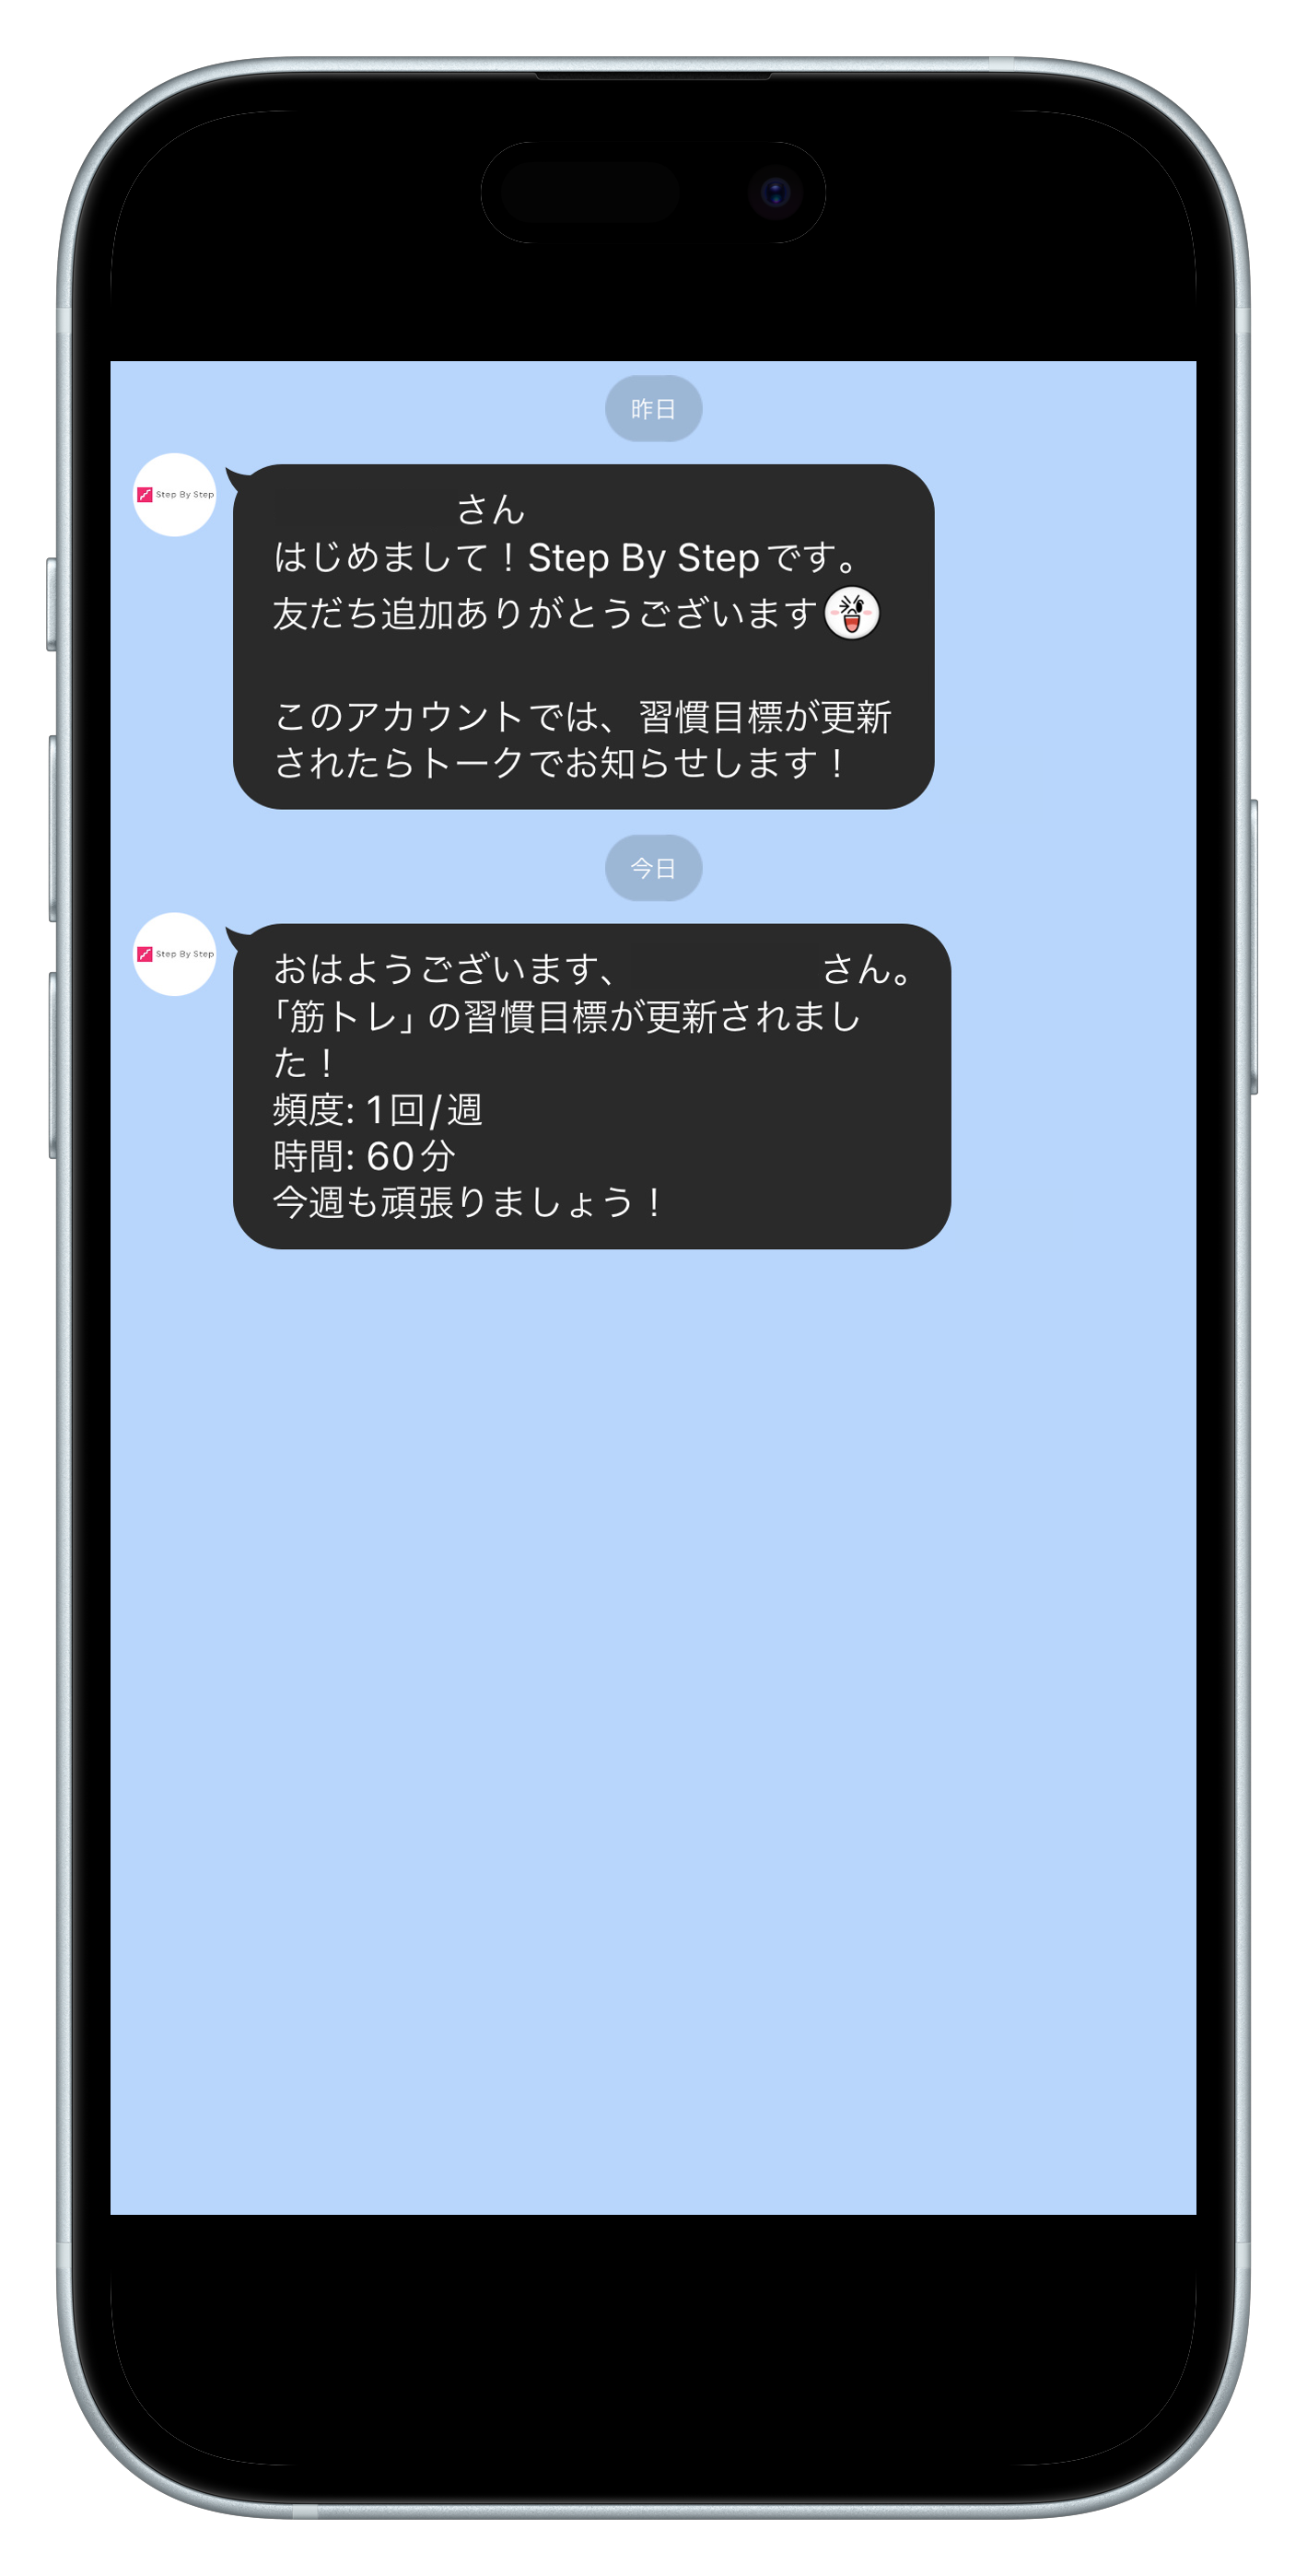 昨日
Step By Step
さん
はじめまして！Step By Stepです。
友だち追加ありがとうございます
このアカウントでは、習慣目標が更新
されたらトークでお知らせします！
今日
Step By Step
おはようございます、 さん。
「筋トレ」の習慣目標が更新されまし
た！
頻度: 1回/週
時間: 60分
今週も頑張りましょう！